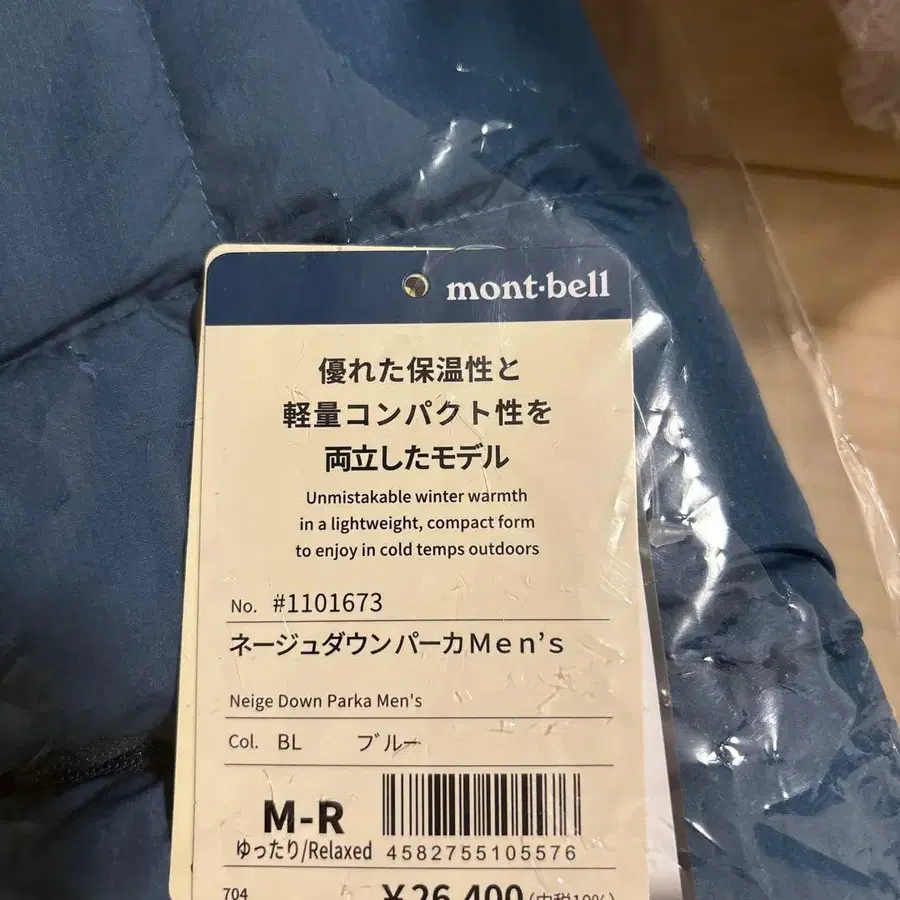 mont·bell
優れた保温性と
軽量コンパクト性を
両立したモデル
Unmistakable winter warmth
in a lightweight, compact form
to enjoy in cold temps outdoors
No. #1101673
ネージュダウンパーカMen's
Neige Down Parka Men's
Col. BL ブルー
M-R
ゆったり/Relaxed 4582755105576
704 ¥26,400